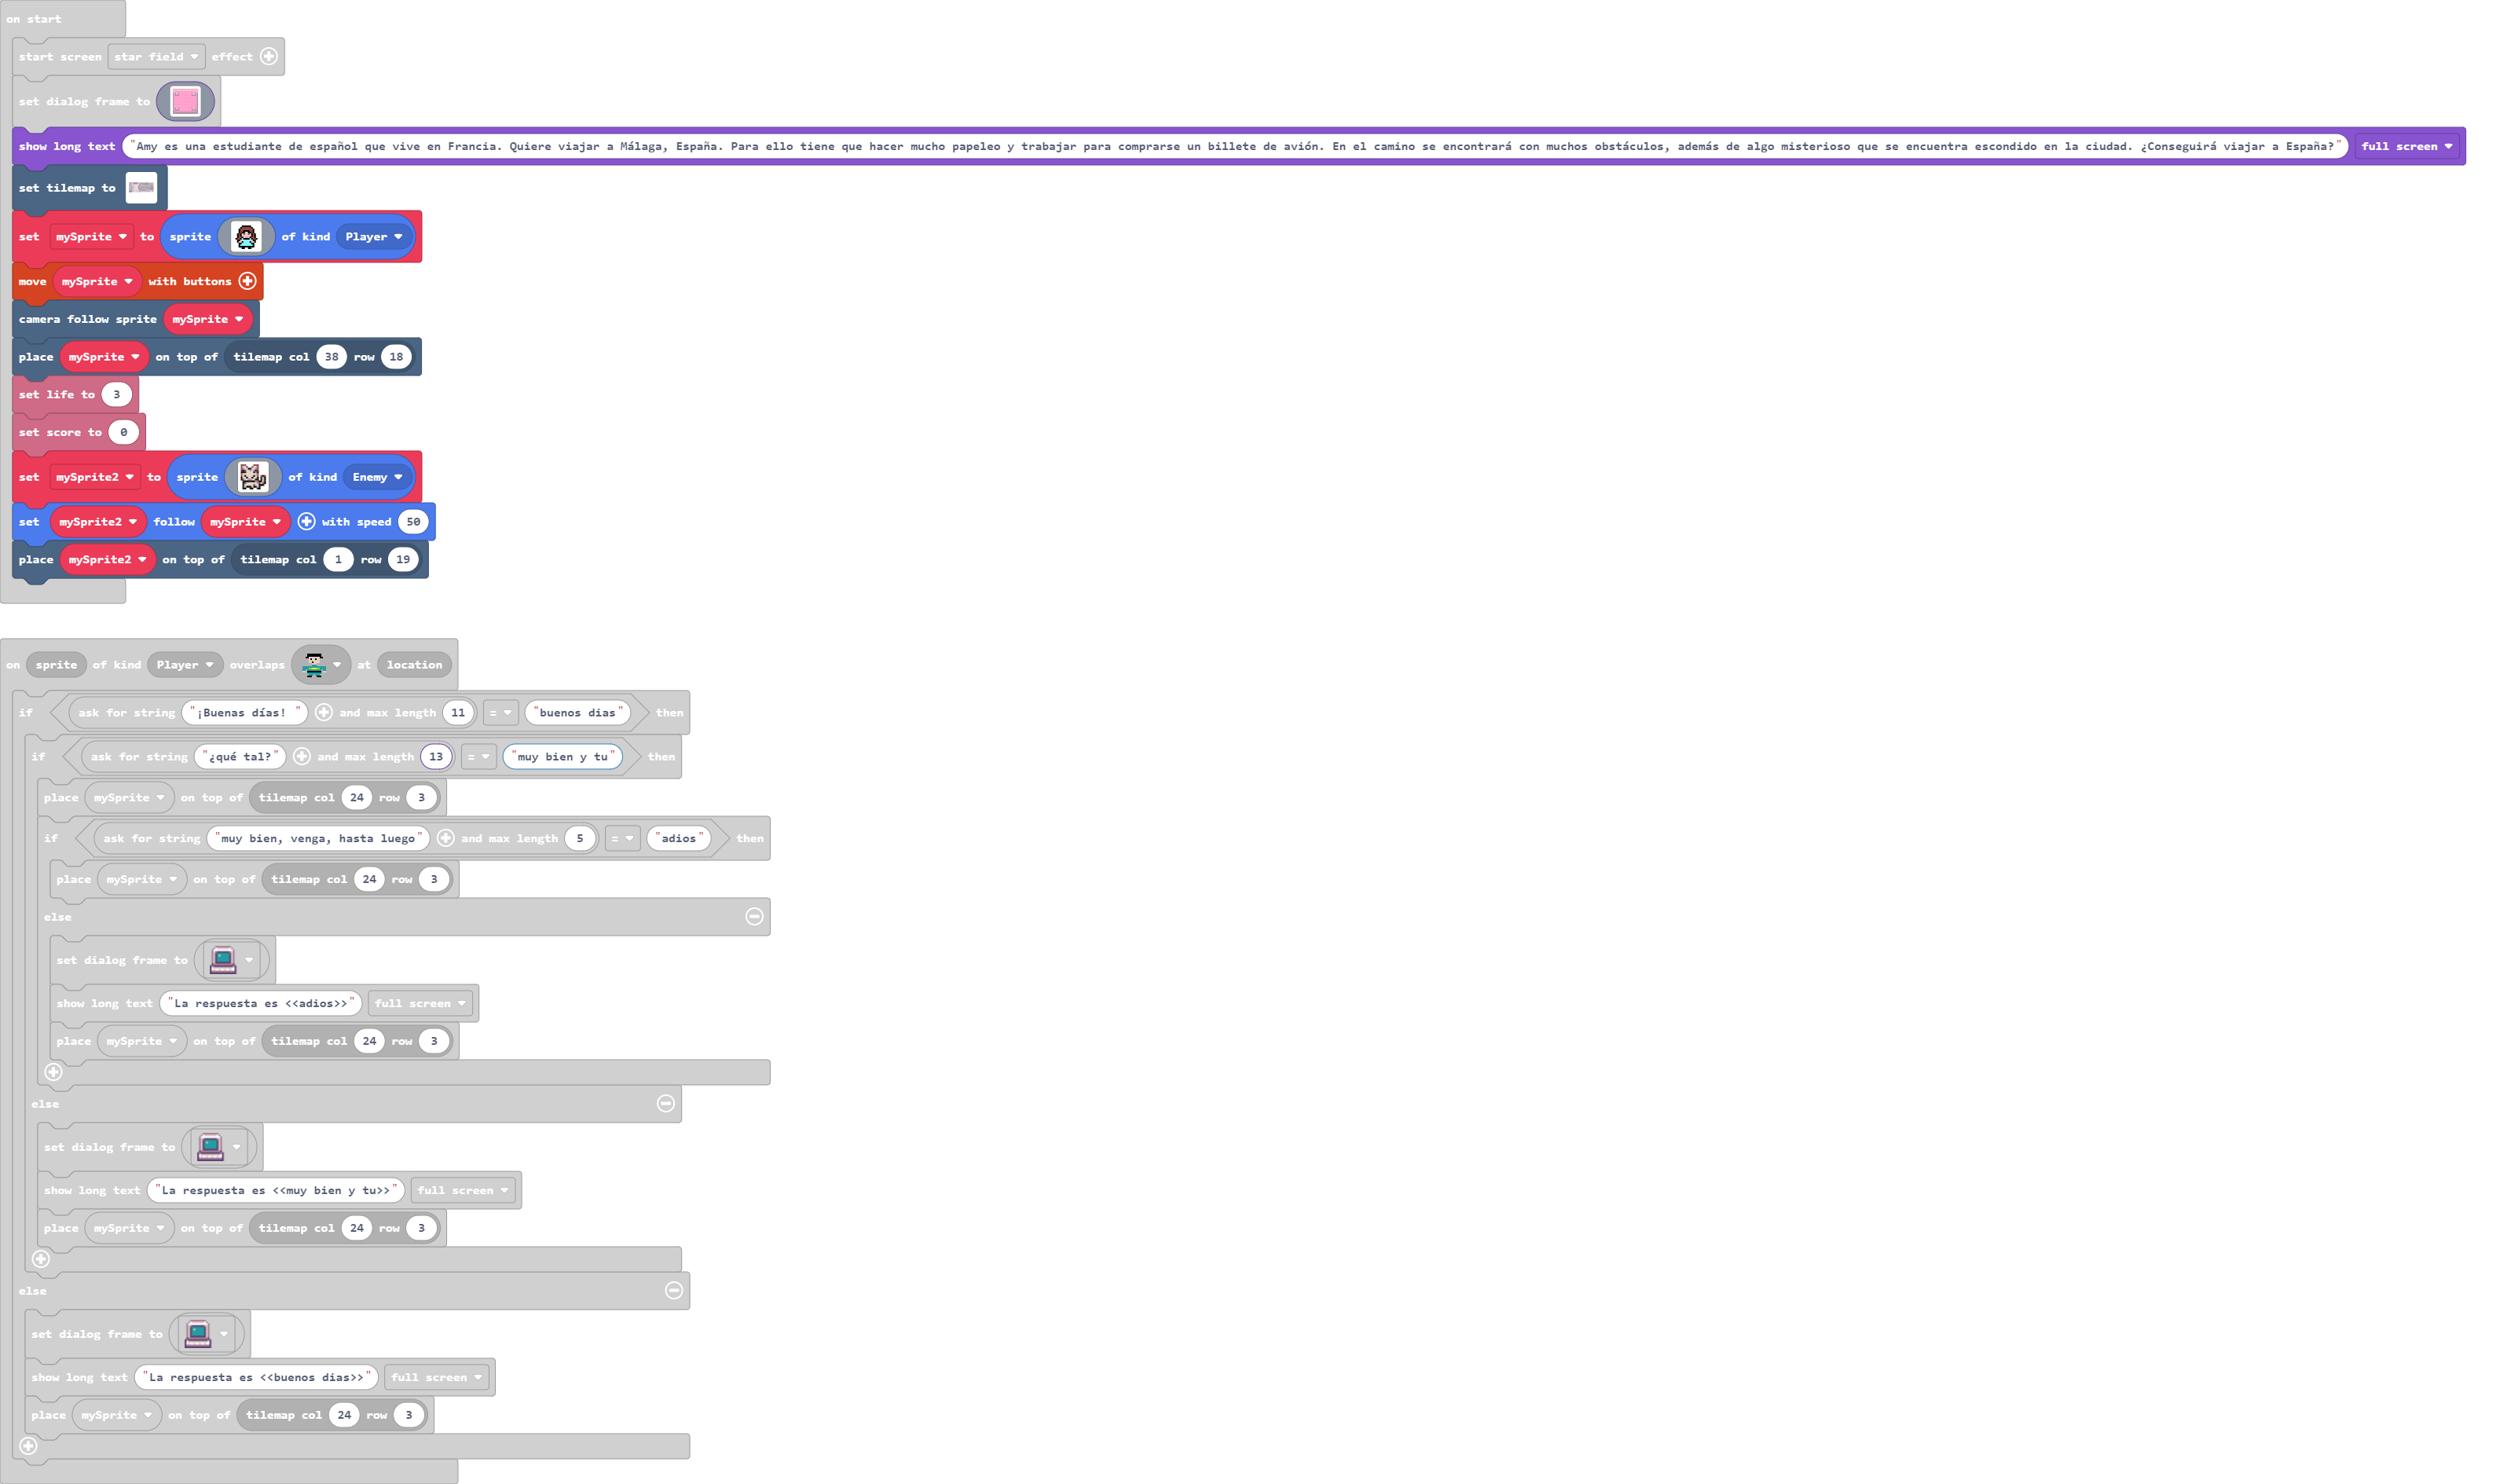 on start
start screen star field effect
set dialog frame to
show long text "Amy es una estudiante de español que vive en Francia. Quiere viajar a Málaga, España. Para ello tiene que hacer mucho papeleo y trabajar para comprarse un billete de avión. En el camino se encontrará con muchos obstáculos, además de algo misterioso que se encuentra escondido en la ciudad. ¿Conseguirá viajar a España?" full screen
set tilemap to
set mySprite to sprite of kind Player
move mySprite with buttons
camera follow sprite mySprite
place mySprite on top of tilemap col 38 row 18
set life to 3
set score to 0
set mySprite2 to sprite of kind Enemy
set mySprite2 follow mySprite with speed 50
place mySprite2 on top of tilemap col 1 row 19
on sprite of kind Player overlaps at location
if ask for string "¡Buenas días! " and max length 11 = "buenos dias" then
if ask for string "¿qué tal?" and max length 13 = "muy bien y tu" then
place mySprite on top of tilemap col 24 row 3
if ask for string "muy bien, venga, hasta luego" and max length 5 = "adios" then
place mySprite on top of tilemap col 24 row 3
else
set dialog frame to
show long text "La respuesta es <<adios>>" full screen
place mySprite on top of tilemap col 24 row 3
else
set dialog frame to
show long text "La respuesta es <<muy bien y tu>>" full screen
place mySprite on top of tilemap col 24 row 3
else
set dialog frame to
show long text "La respuesta es <<buenos dias>>" full screen
place mySprite on top of tilemap col 24 row 3